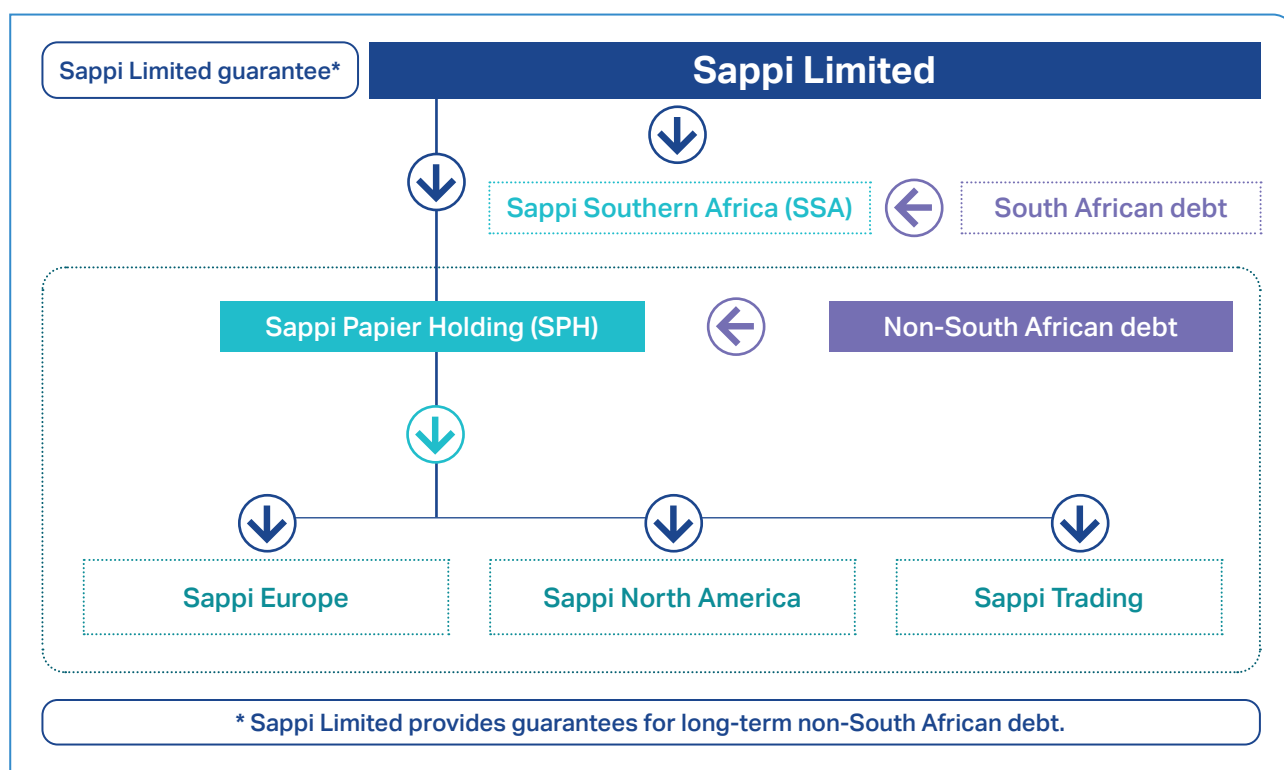 Sappi Limited guarantee*
Sappi Limited
Sappi Southern Africa (SSA)
South African debt
Sappi Papier Holding (SPH)
Non-South African debt
Sappi Europe
Sappi North America
Sappi Trading
* Sappi Limited provides guarantees for long-term non-South African debt.